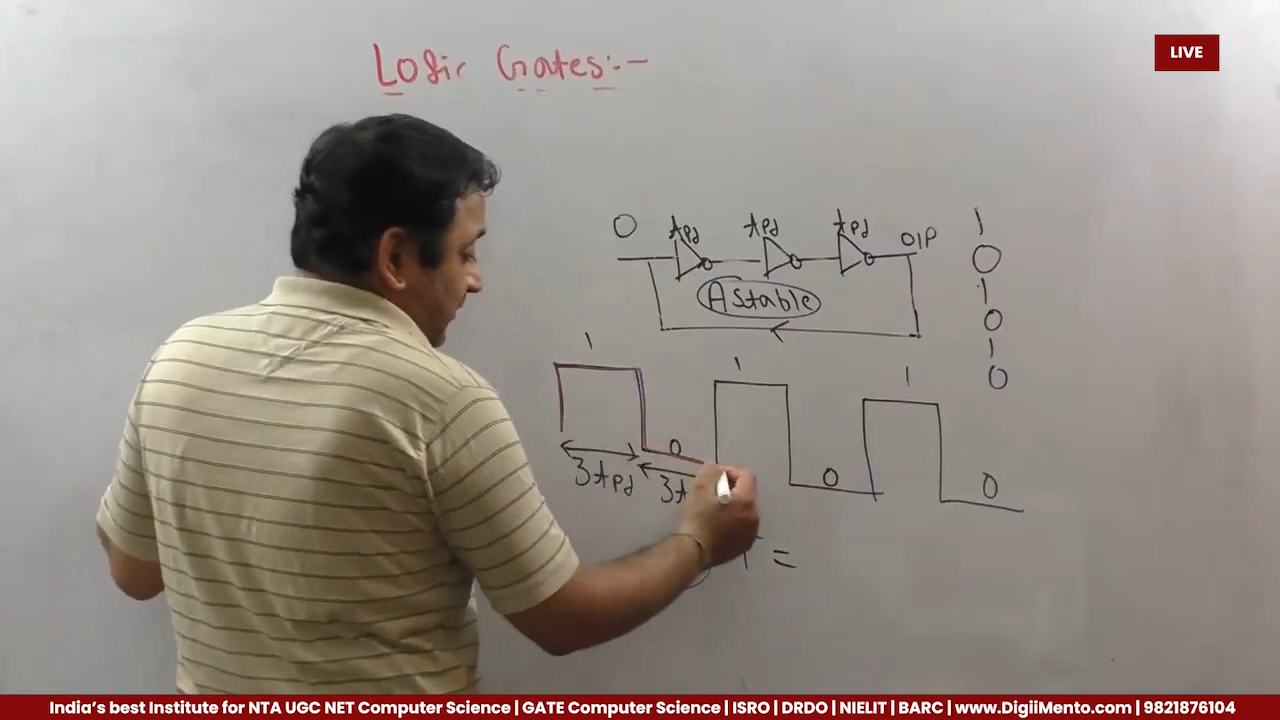 LIVE
Logic Gates:-
0 tpd tpd tpd O/P
Astable
1
0
1
0
1
0
1 0 1 0 1 0
3tpd 3t
T =
India's best Institute for NTA UGC NET Computer Science | GATE Computer Science | ISRO | DRDO | NIELIT | BARC | www.DigiiMento.com | 9821876104